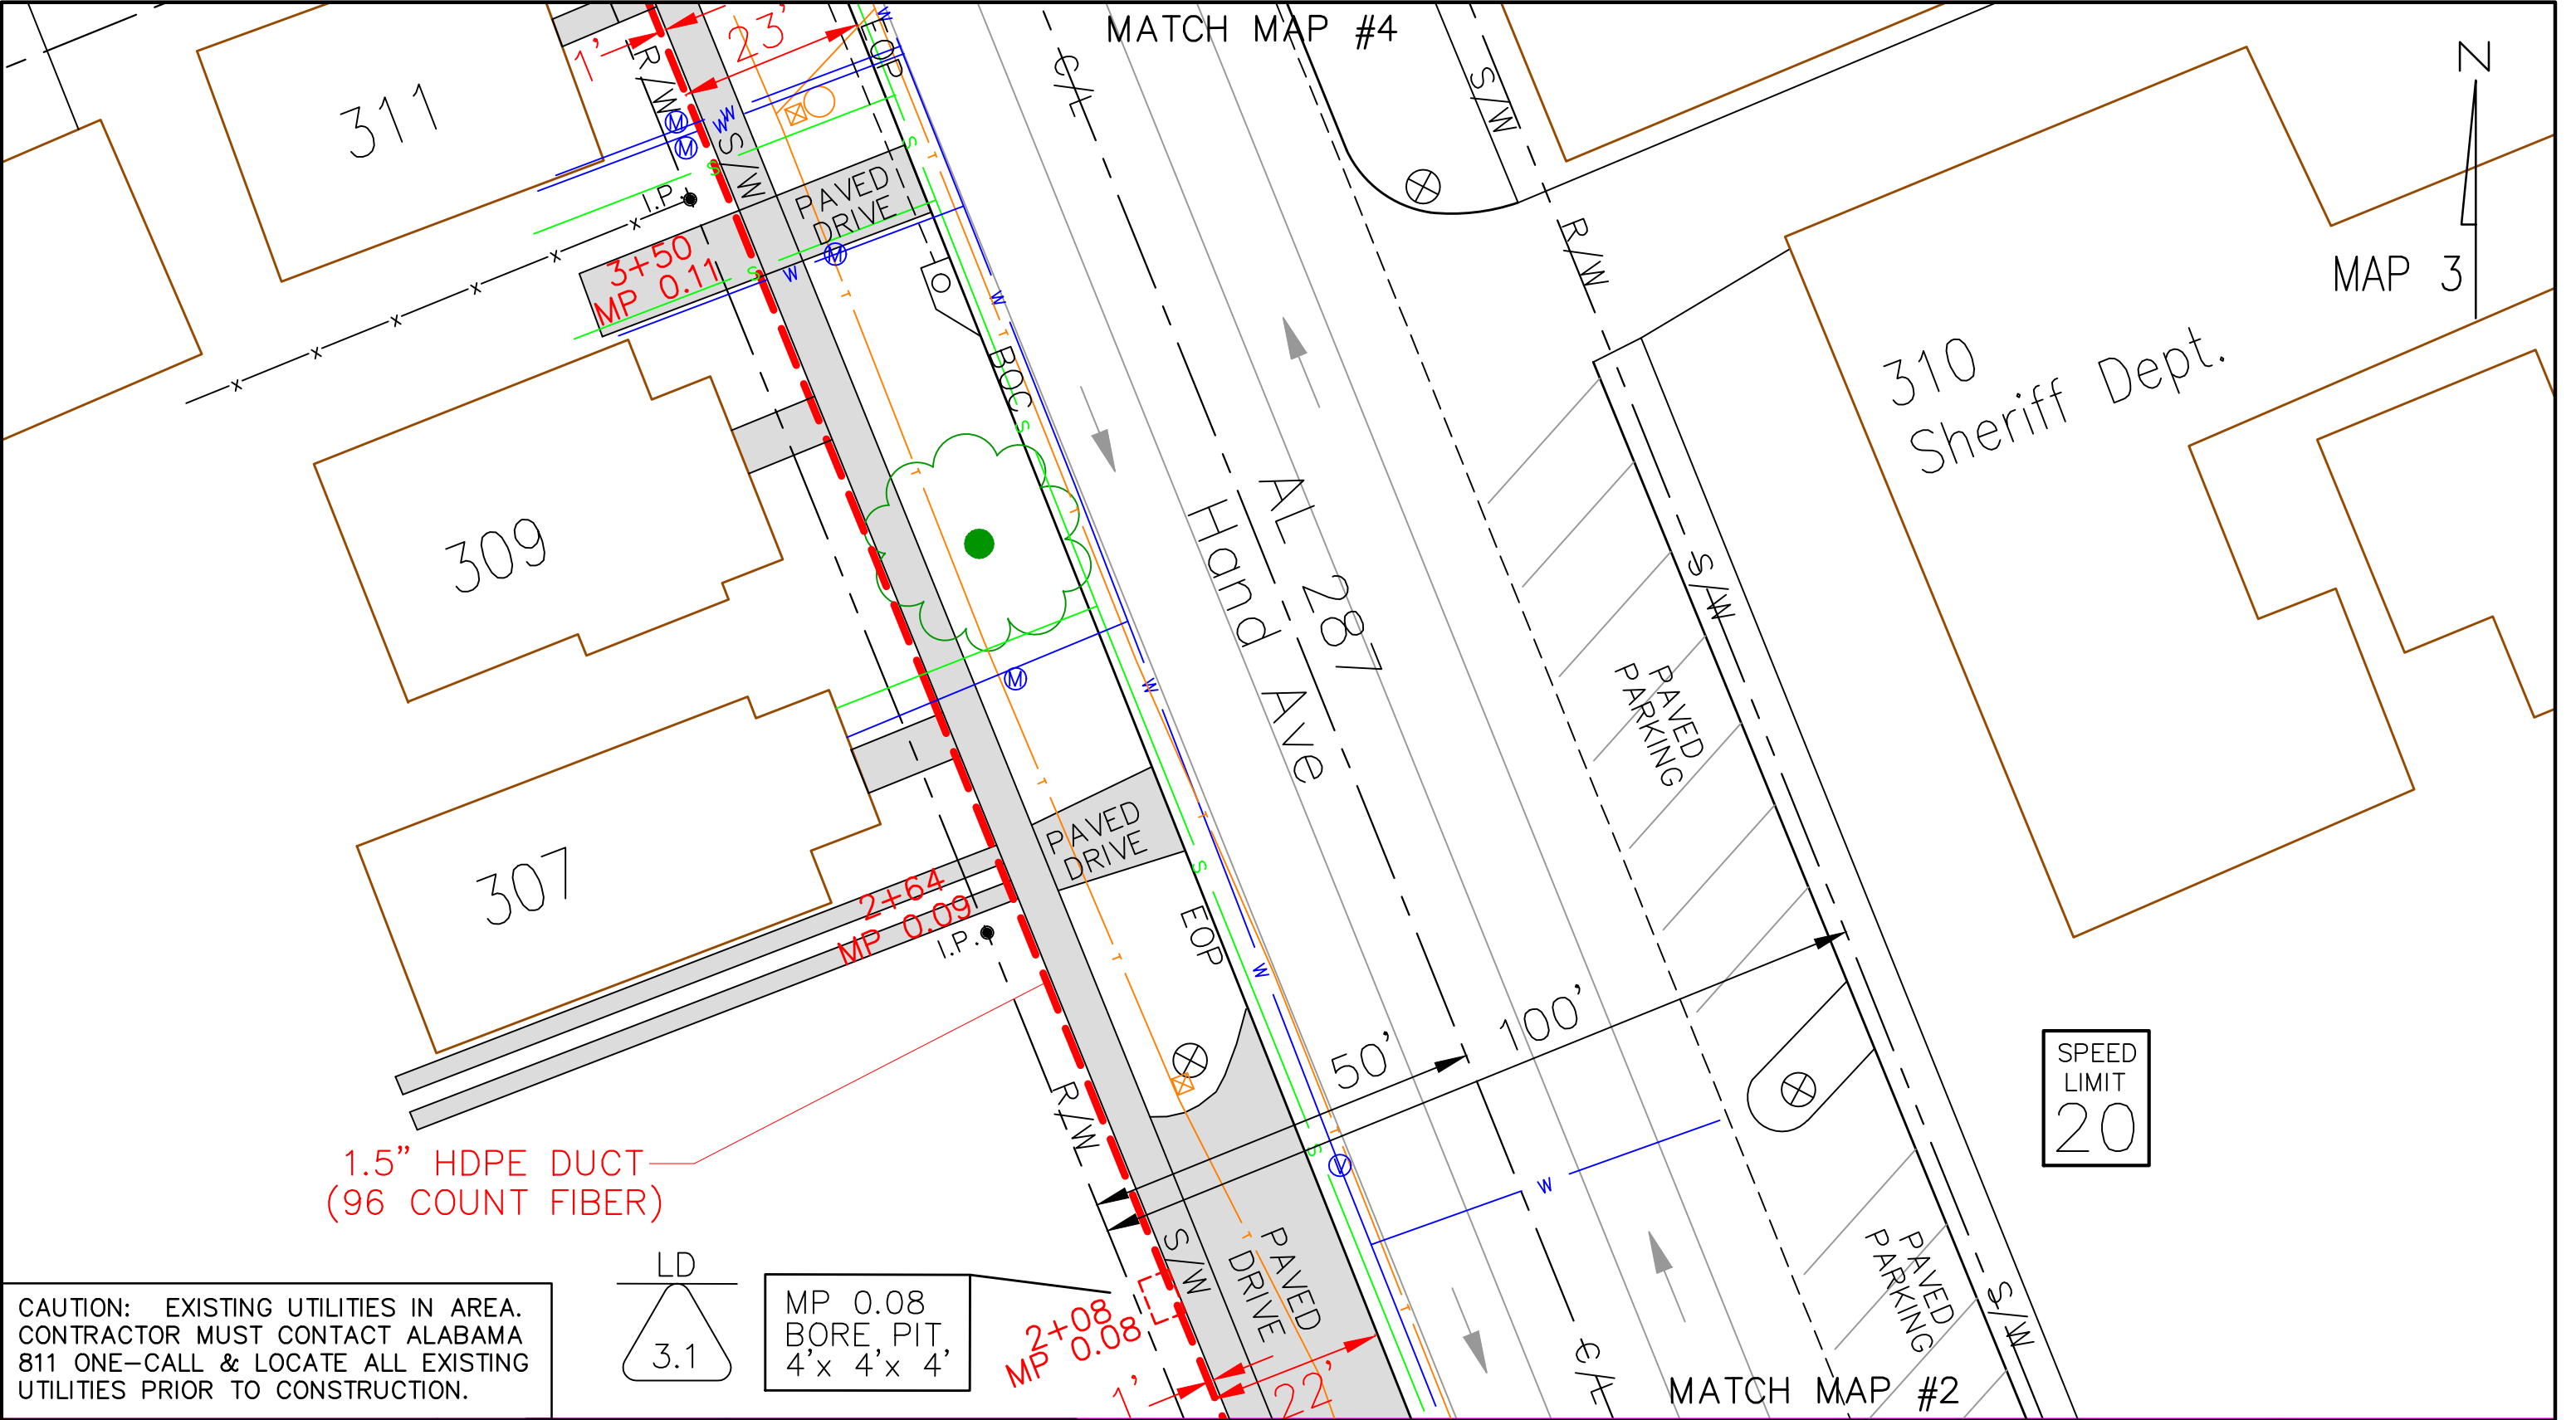 MATCH MAP #4
N
MAP 3
1'
23'
R/W
EOP
W
C/L
S/W
311
M
M
W
W
S
S/W
T
S
I.P.
PAVED
DRIVE
R/W
x
x
x
x
x
x
3+50
MP 0.11
S
W
M
T
W
T
BOC
S
310
Sheriff Dept.
309
T
T
AL 287
Hand Ave
S/W
M
W
PAVED
PARKING
T
T
307
PAVED
DRIVE
S
2+64
MP 0.09
I.P.
EOP
T
W
50'
100'
SPEED
LIMIT
20
R/W
T
S
V
W
1.5" HDPE DUCT
(96 COUNT FIBER)
S/W
T
PAVED
DRIVE
PAVED
PARKING
S/W
LD
3.1
MP 0.08
BORE PIT
4'x 4'x 4'
2+08
MP 0.08
T
1'
22'
C/L
MATCH MAP #2
CAUTION: EXISTING UTILITIES IN AREA.
CONTRACTOR MUST CONTACT ALABAMA
811 ONE-CALL & LOCATE ALL EXISTING
UTILITIES PRIOR TO CONSTRUCTION.